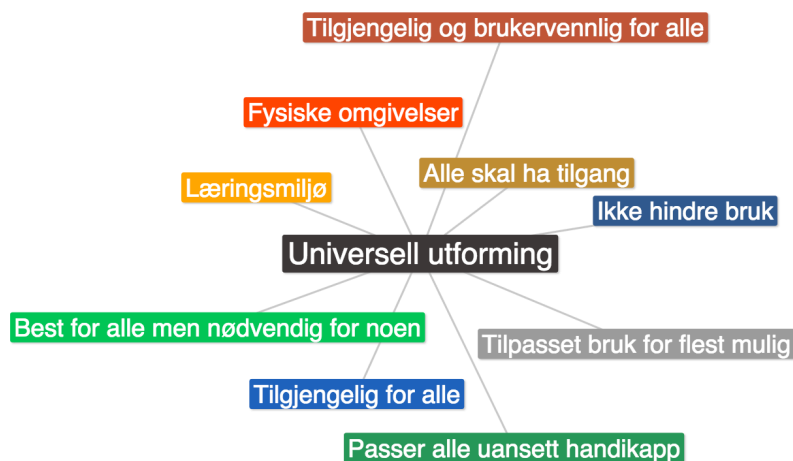 Tilgjengelig og brukervennlig for alle
Fysiske omgivelser
Alle skal ha tilgang
Læringsmiljø
Ikke hindre bruk
Universell utforming
Best for alle men nødvendig for noen
Tilpasset bruk for flest mulig
Tilgjengelig for alle
Passer alle uansett handikapp